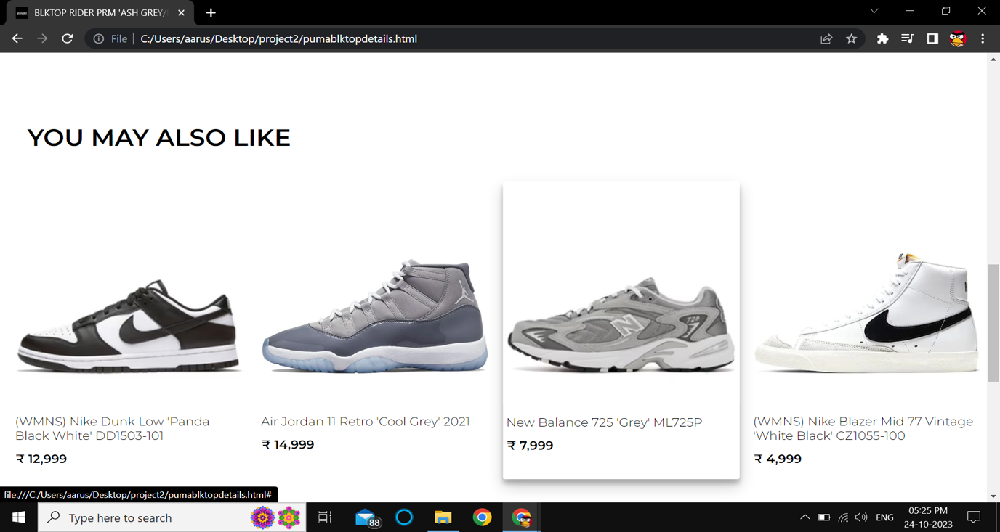 BLKTOP RIDER PRM 'ASH GREY/
File
C:/Users/aarus/Desktop/project2/pumablktopdetails.html
YOU MAY ALSO LIKE
N
725
(WMNS) Nike Dunk Low 'Panda
Black White' DD1503-101
₹ 12,999
Air Jordan 11 Retro 'Cool Grey' 2021
₹ 14,999
New Balance 725 'Grey' ML725P
₹ 7,999
(WMNS) Nike Blazer Mid 77 Vintage
'White Black' CZ1055-100
₹ 4,999
file:///C:/Users/aarus/Desktop/project2/pumablktopdetails.html#
Type here to search
88
ENG
05:25 PM
24-10-2023